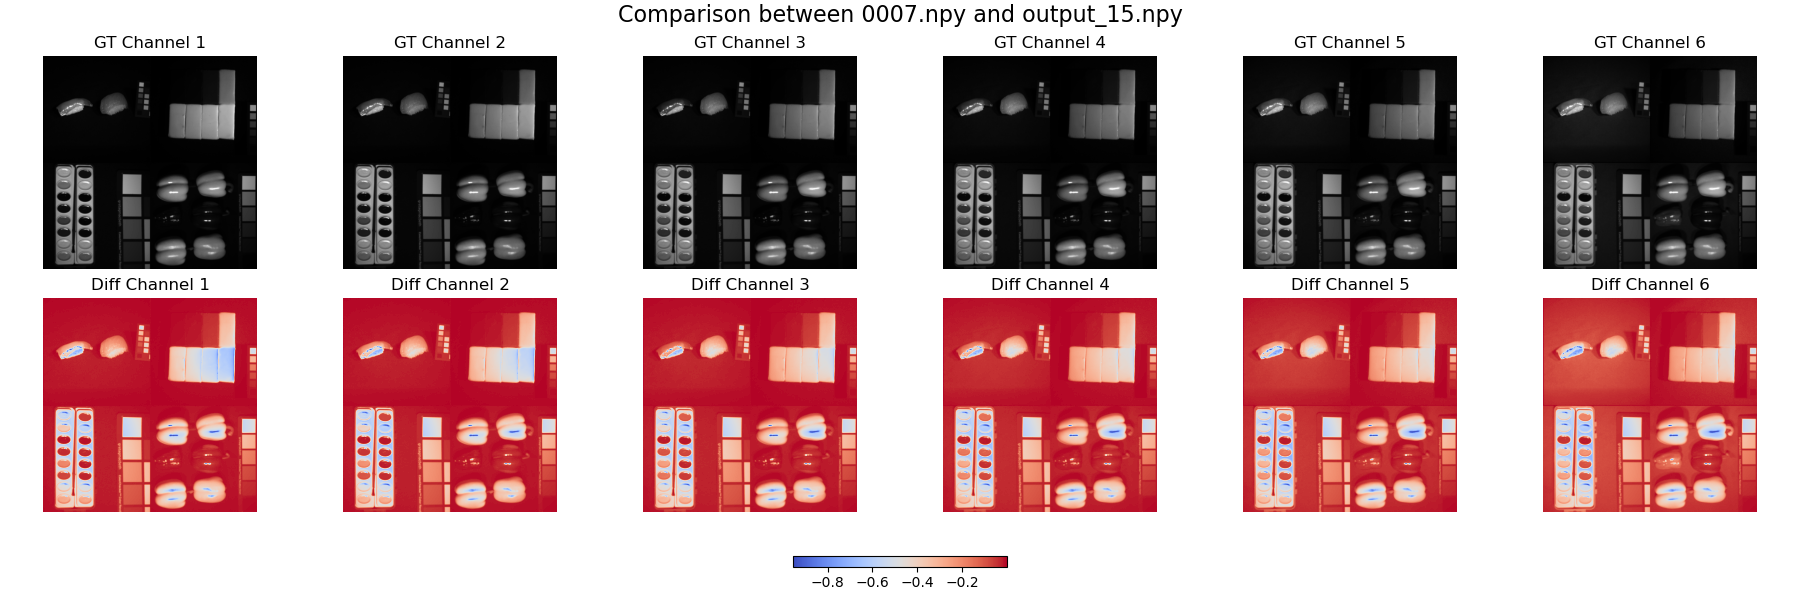 Comparison between 0007.npy and output_15.npy
GT Channel 1 GT Channel 2 GT Channel 3 GT Channel 4 GT Channel 5 GT Channel 6
Diff Channel 1 Diff Channel 2 Diff Channel 3 Diff Channel 4 Diff Channel 5 Diff Channel 6
−0.8 −0.6 −0.4 −0.2